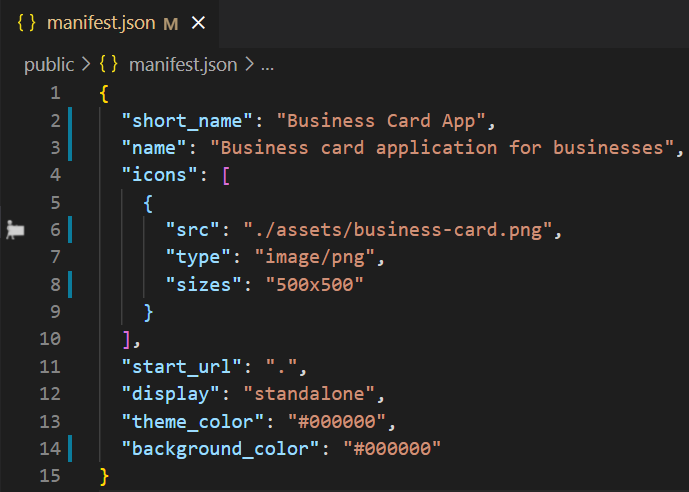 {} manifest.json M ×
public > {} manifest.json > ...
1 {
2 "short_name": "Business Card App",
3 "name": "Business card application for businesses",
4 "icons": [
5 {
6 "src": "./assets/business-card.png",
7 "type": "image/png",
8 "sizes": "500x500"
9 }
10 ],
11 "start_url": ".",
12 "display": "standalone",
13 "theme_color": "#000000",
14 "background_color": "#000000"
15 }